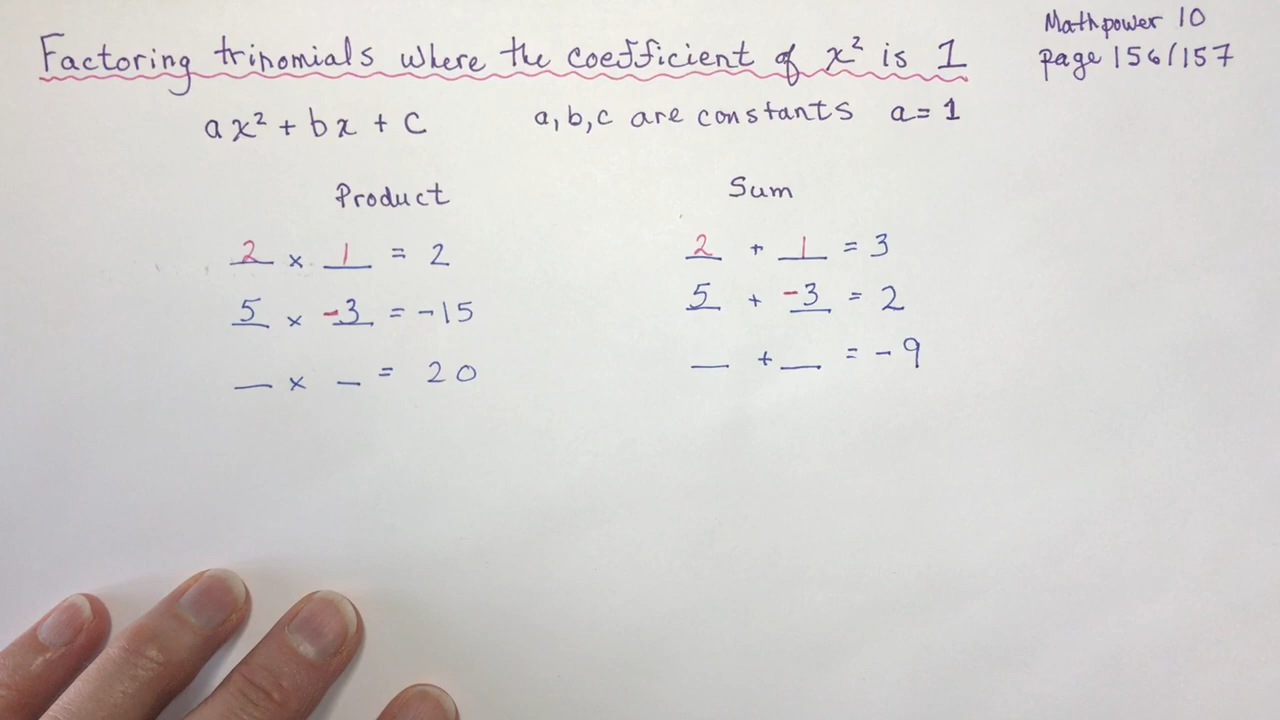 Factoring trinomials where the coefficient of x² is 1
Mathpower 10
page 156/157
ax² + bx + c
a, b, c are constants a = 1
Product
Sum
2 × 1 = 2
2 + 1 = 3
5 × -3 = -15
5 + -3 = 2
__ × __ = 20
__ + __ = -9